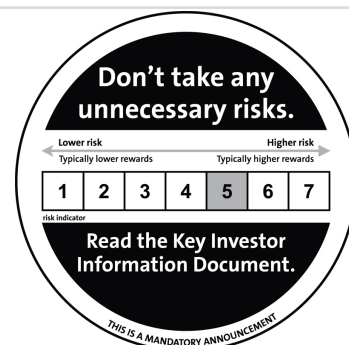 Don't take any
unnecessary risks.
Lower risk Higher risk
Typically lower rewards Typically higher rewards
1 2 3 4 5 6 7
risk indicator
Read the Key Investor
Information Document.
THIS IS A MANDATORY ANNOUNCEMENT